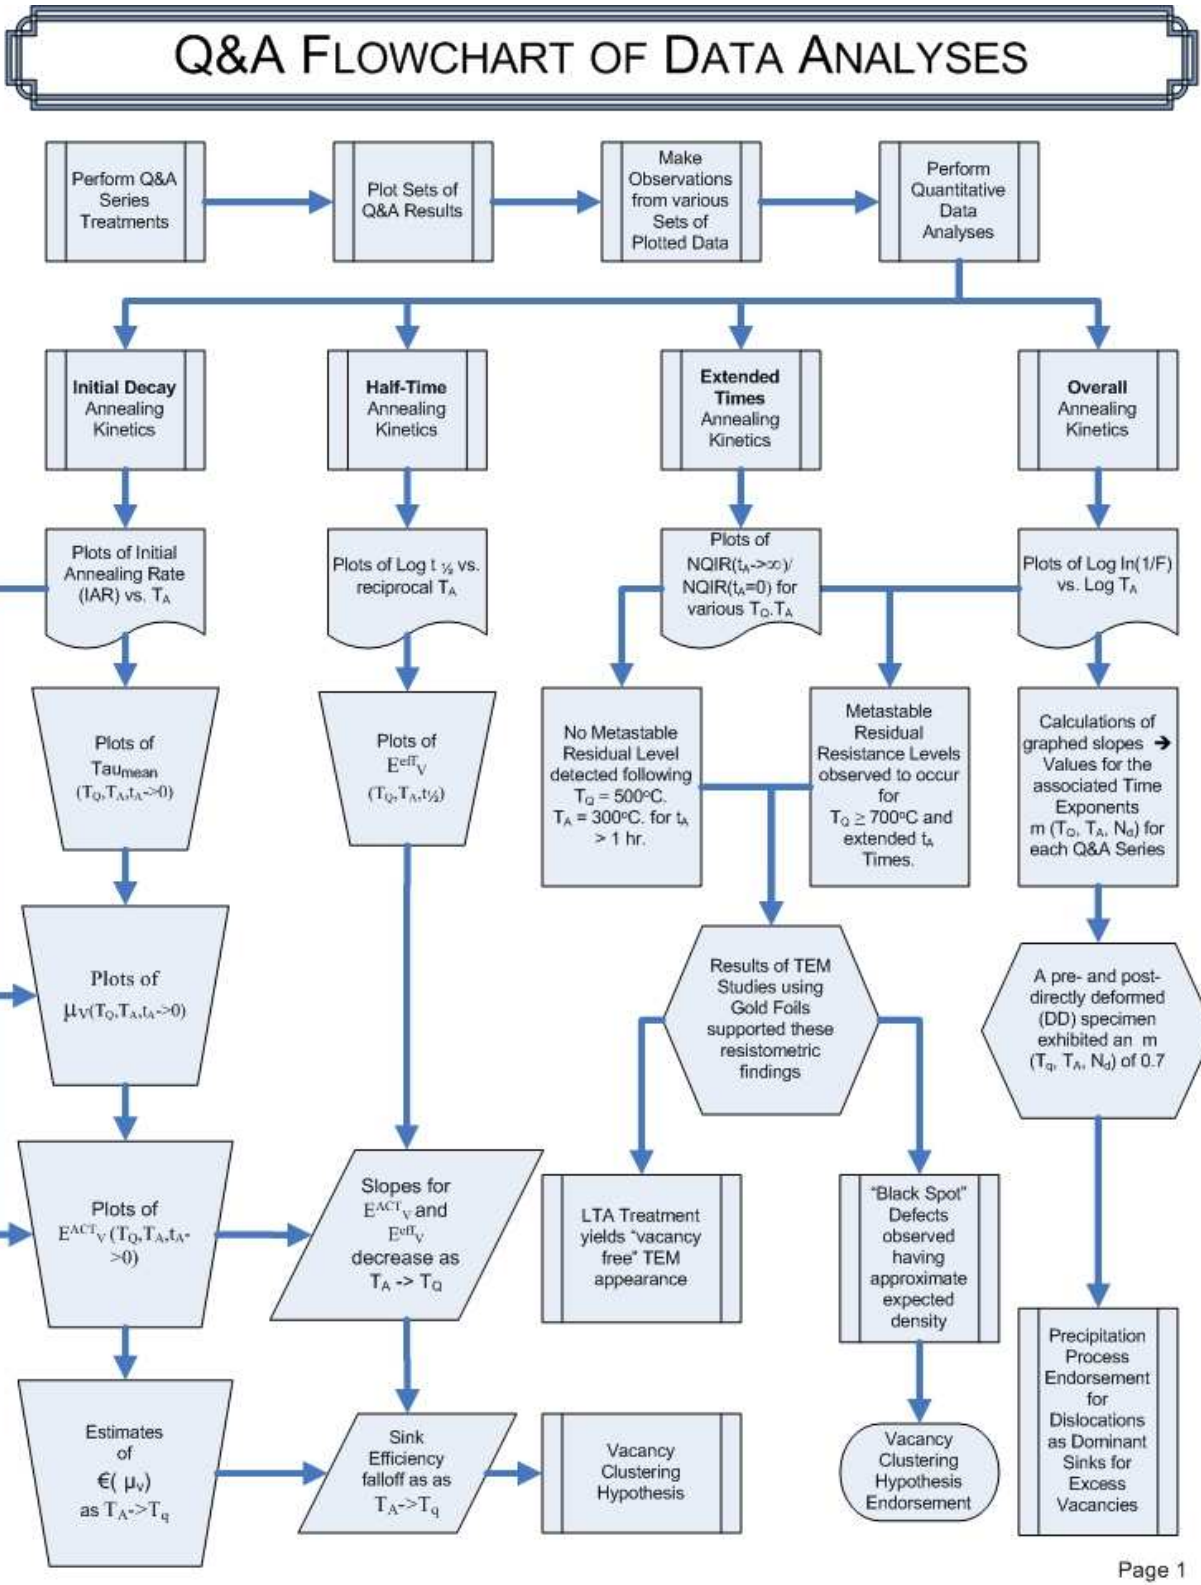 Q&A FLOWCHART OF DATA ANALYSES
Perform Q&A
Series
Treatments
Plot Sets of
Q&A Results
Make
Observations
from various
Sets of
Plotted Data
Perform
Quantitative
Data
Analyses
Initial Decay
Annealing
Kinetics
Half-Time
Annealing
Kinetics
Extended
Times
Annealing
Kinetics
Overall
Annealing
Kinetics
Plots of Initial
Annealing Rate
(IAR) vs. TA
Plots of Log t ½ vs.
reciprocal TA
Plots of
NQIR(tA->∞)/
NQIR(tA=0) for
various TQ.TA
Plots of Log ln(1/F)
vs. Log TA
Plots of
Taumean
(TQ,TA,tA->0)
Plots of
EeffV
(TQ,TA,t½)
No Metastable
Residual Level
detected following
TQ = 500°C.
TA = 300°C. for tA
> 1 hr.
Metastable
Residual
Resistance Levels
observed to occur
for
TQ ≥ 700°C and
extended tA
Times.
Calculations of
graphed slopes ➔
Values for the
associated Time
Exponents
m (TQ, TA, Nd) for
each Q&A Series
Plots of
μV(TQ,TA,tA->0)
Results of TEM
Studies using
Gold Foils
supported these
resistometric
findings
A pre- and post-
directly deformed
(DD) specimen
exhibited an m
(Tq, TA, Nd) of 0.7
Plots of
EACTV (TQ,TA,tA-
>0)
Slopes for
EACTV and
EeffV
decrease as
TA -> TQ
LTA Treatment
yields “vacancy
free” TEM
appearance
“Black Spot”
Defects
observed
having
approximate
expected
density
Precipitation
Process
Endorsement
for
Dislocations
as Dominant
Sinks for
Excess
Vacancies
Estimates
of
€( μv)
as TA->Tq
Sink
Efficiency
falloff as as
TA->Tq
Vacancy
Clustering
Hypothesis
Vacancy
Clustering
Hypothesis
Endorsement
Page 1